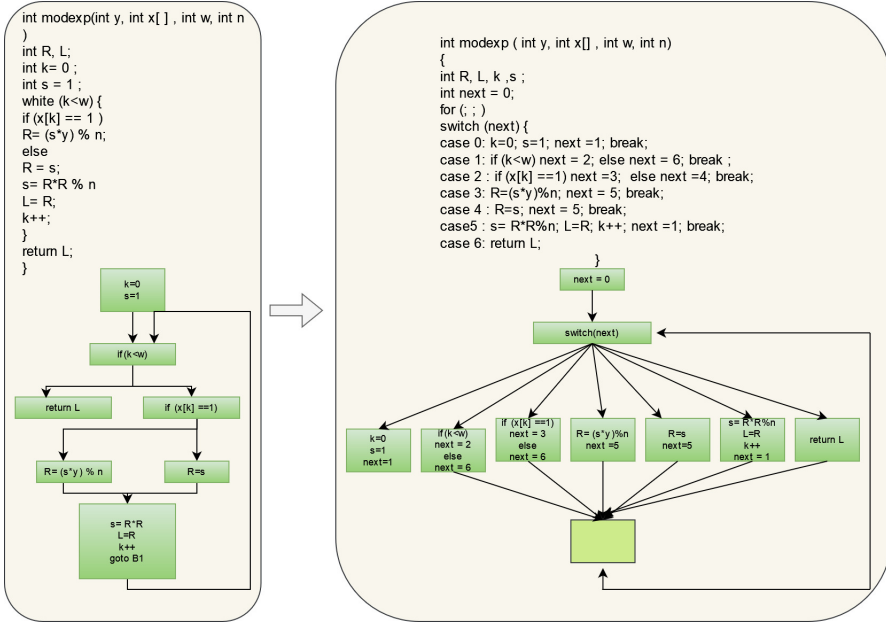 int modexp(int y, int x[ ] , int w, int n
)
int R, L;
int k= 0 ;
int s = 1 ;
white (k<w) {
if (x[k] == 1 )
R= (s*y) % n;
else
R = s;
s= R*R % n
L= R;
k++;
}
return L;
}
k=0
s=1
if(k<w)
return L
if (x[k] ==1)
R= (s*y) % n
R=s
s= R*R
L=R
k++
goto B1
int modexp ( int y, int x[] , int w, int n)
{
int R, L, k ,s ;
int next = 0;
for (; ; )
switch (next) {
case 0: k=0; s=1; next =1; break;
case 1: if (k<w) next = 2; else next = 6; break ;
case 2 : if (x[k] ==1) next =3; else next =4; break;
case 3: R=(s*y)%n; next = 5; break;
case 4 : R=s; next = 5; break;
case5 : s= R*R%n; L=R; k++; next =1; break;
case 6: return L;
}
next = 0
switch(next)
k=0
s=1
next=1
if(k<w)
next = 2
else
next = 6
if (x[k] ==1)
next = 3
else
next = 6
R= (s*y)%n
next =5
R=s
next=5
s= R*R%n
L=R
k++
next = 1
return L